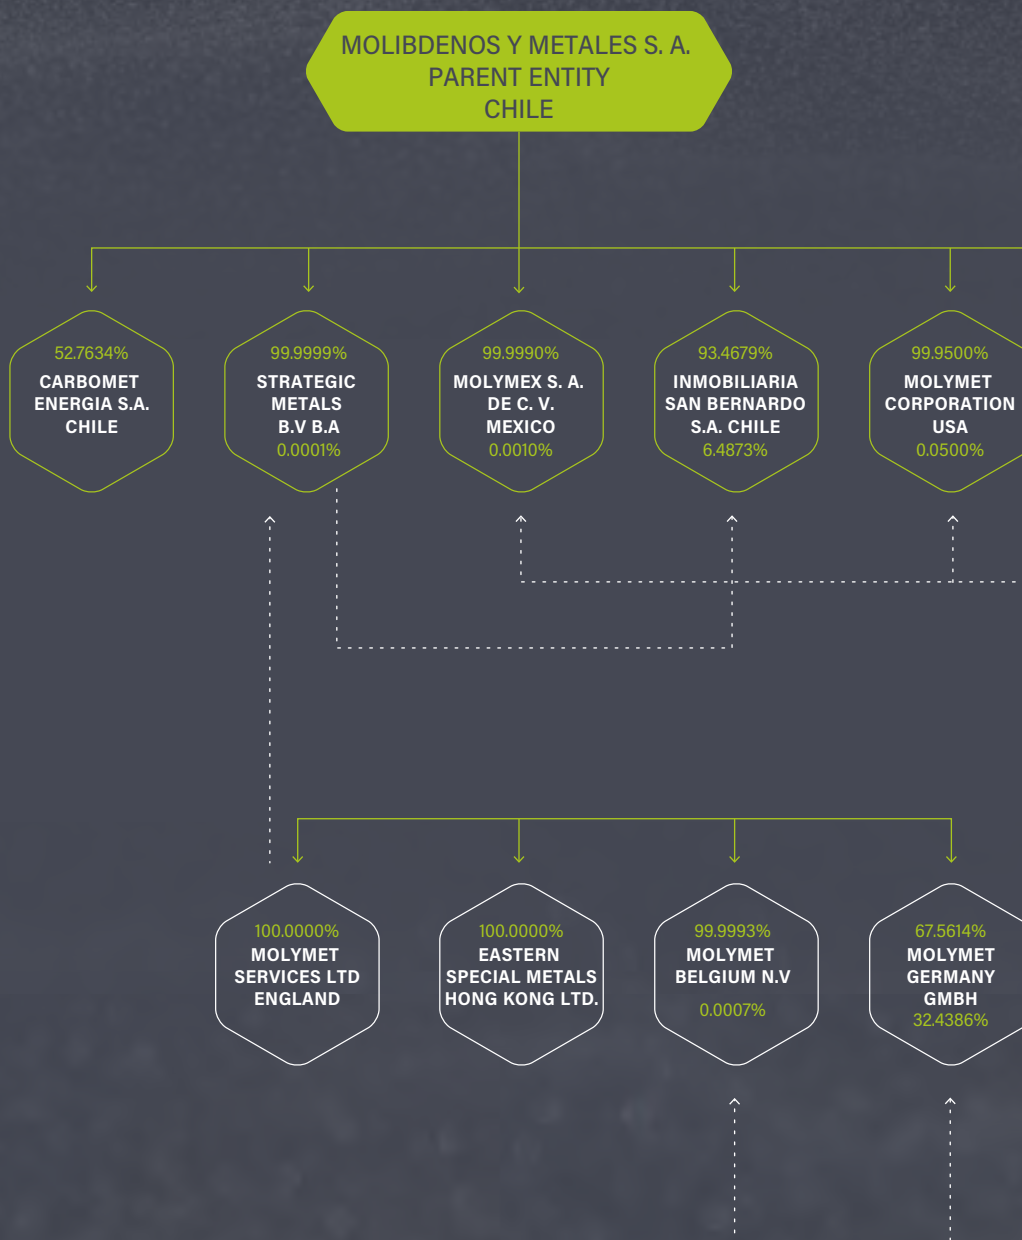 MOLIBDENOS Y METALES S. A.
PARENT ENTITY
CHILE
52.7634%
CARBOMET
ENERGIA S.A.
CHILE
99.9999%
STRATEGIC
METALS
B.V B.A
0.0001%
99.9990%
MOLYMEX S. A.
DE C. V.
MEXICO
0.0010%
93.4679%
INMOBILIARIA
SAN BERNARDO
S.A. CHILE
6.4873%
99.9500%
MOLYMET
CORPORATION
USA
0.0500%
100.0000%
MOLYMET
SERVICES LTD
ENGLAND
100.0000%
EASTERN
SPECIAL METALS
HONG KONG LTD.
99.9993%
MOLYMET
BELGIUM N.V
0.0007%
67.5614%
MOLYMET
GERMANY
GMBH
32.4386%